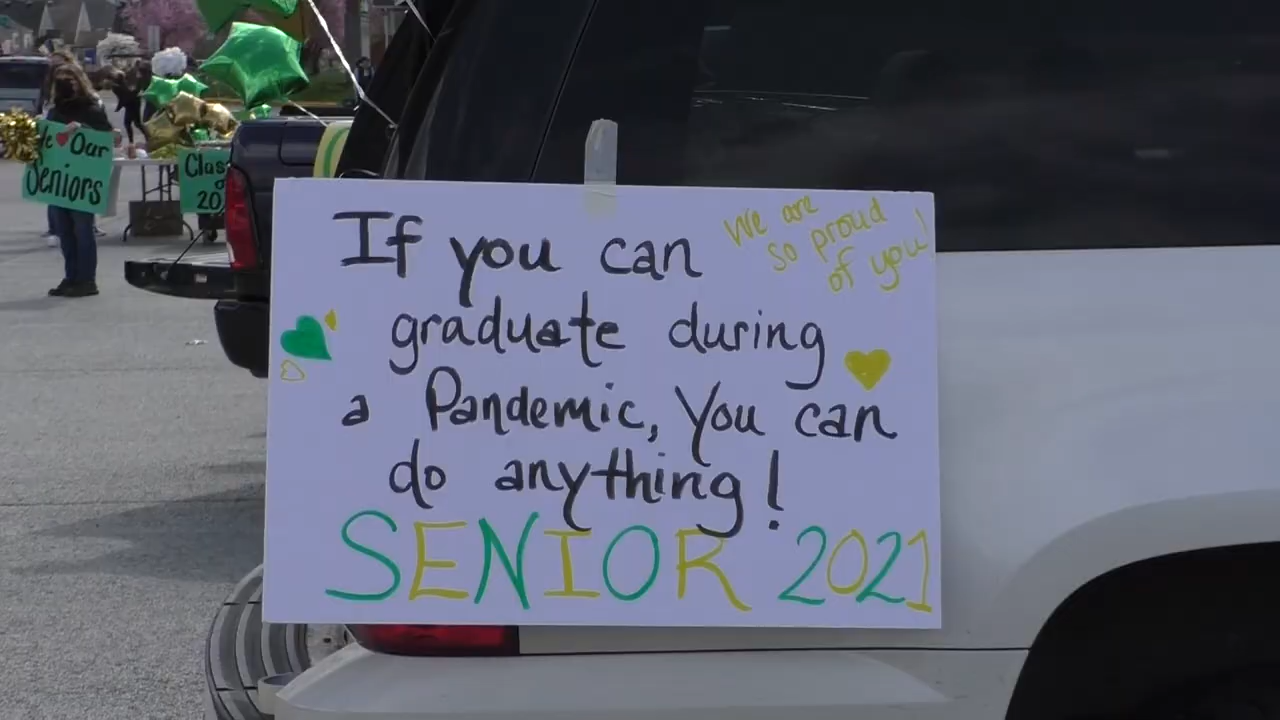 We ❤ Our
Seniors
Clas
20
If you can
graduate during
a Pandemic, You can
do anything!
SENIOR 2021
We are
so proud
of you!